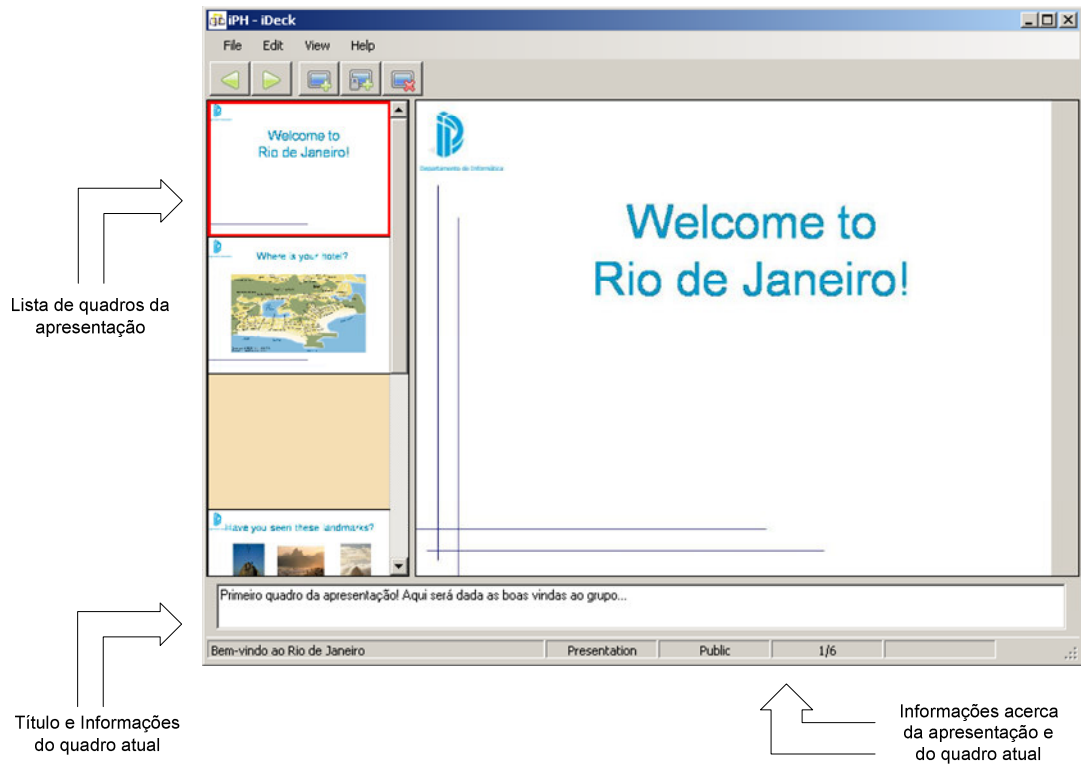 iPH - iDeck
File Edit View Help
Welcome to
Rio de Janeiro!
Where is your hotel?
Have you seen these landmarks?
Departamento de Informática
Welcome to
Rio de Janeiro!
Primeiro quadro da apresentação! Aqui será dada as boas vindas ao grupo...
Bem-vindo ao Rio de Janeiro Presentation Public 1/6
Lista de quadros da
apresentação
Título e Informações
do quadro atual
Informações acerca
da apresentação e
do quadro atual